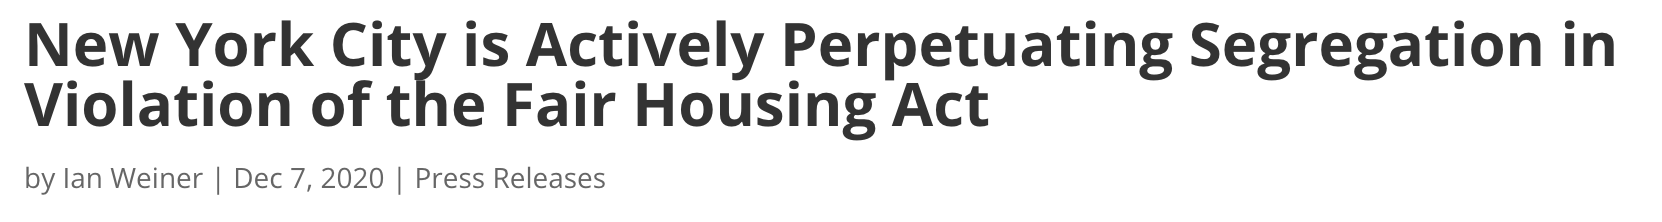 New York City is Actively Perpetuating Segregation in
Violation of the Fair Housing Act
by Ian Weiner | Dec 7, 2020 | Press Releases